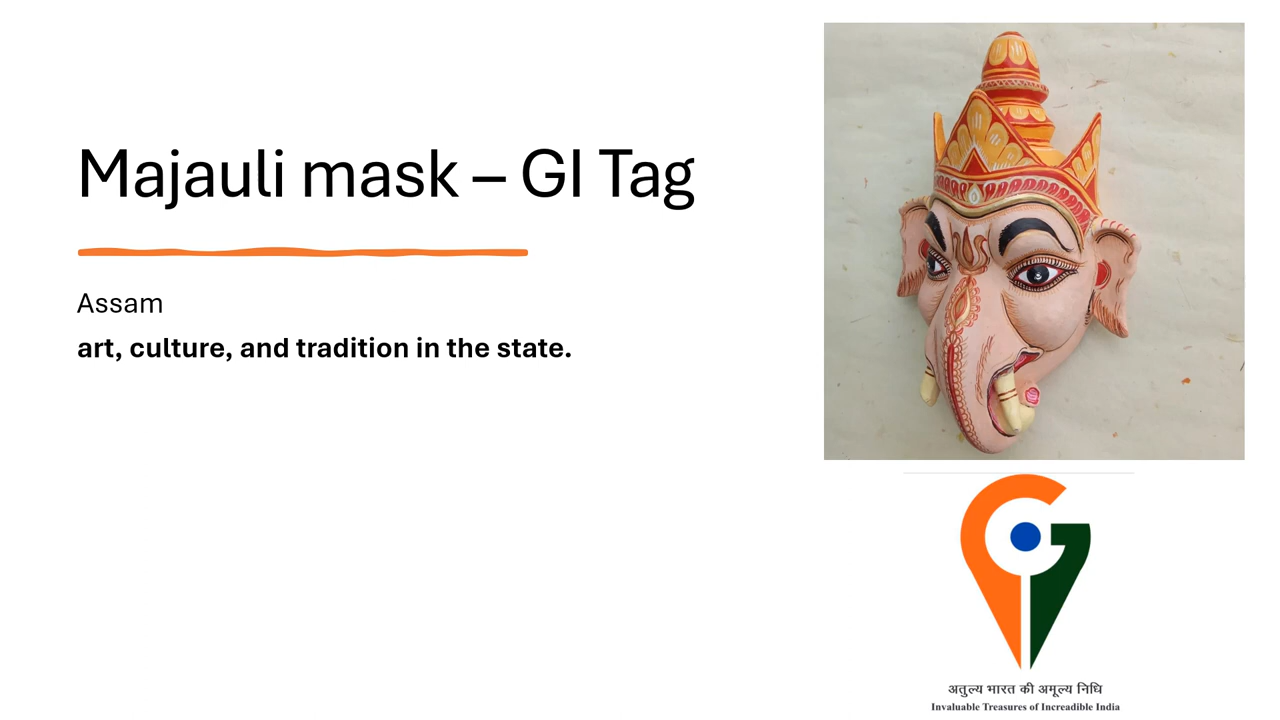 Majauli mask – GI Tag
Assam
art, culture, and tradition in the state.
अतुल्य भारत की अमूल्य निधि
Invaluable Treasures of Increadible India